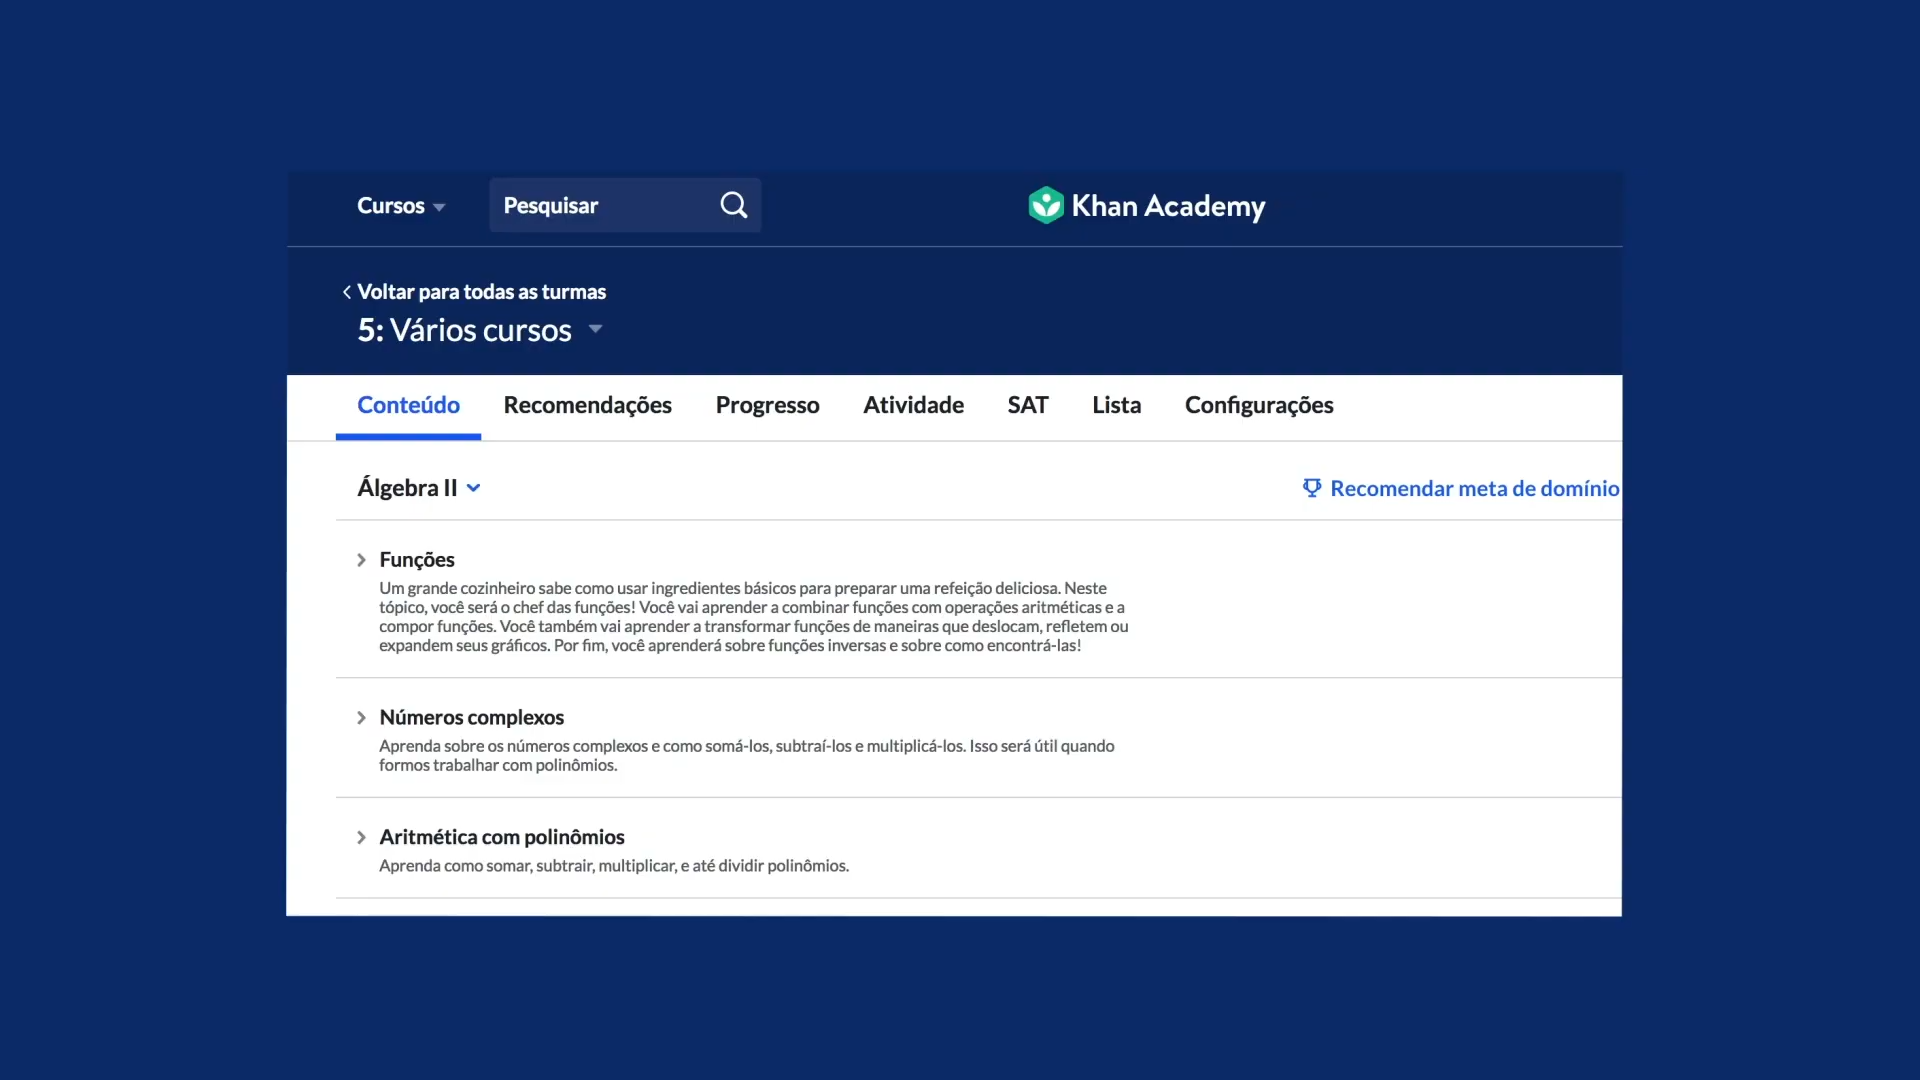 Cursos
Pesquisar
Khan Academy
Voltar para todas as turmas
5: Vários cursos
Conteúdo
Recomendações
Progresso
Atividade
SAT
Lista
Configurações
Álgebra II
Recomendar meta de domínio
Funções
Um grande cozinheiro sabe como usar ingredientes básicos para preparar uma refeição deliciosa. Neste
tópico, você será o chef das funções! Você vai aprender a combinar funções com operações aritméticas e a
compor funções. Você também vai aprender a transformar funções de maneiras que deslocam, refletem ou
expandem seus gráficos. Por fim, você aprenderá sobre funções inversas e sobre como encontrá-las!
Números complexos
Aprenda sobre os números complexos e como somá-los, subtraí-los e multiplicá-los. Isso será útil quando
formos trabalhar com polinômios.
Aritmética com polinômios
Aprenda como somar, subtrair, multiplicar, e até dividir polinômios.